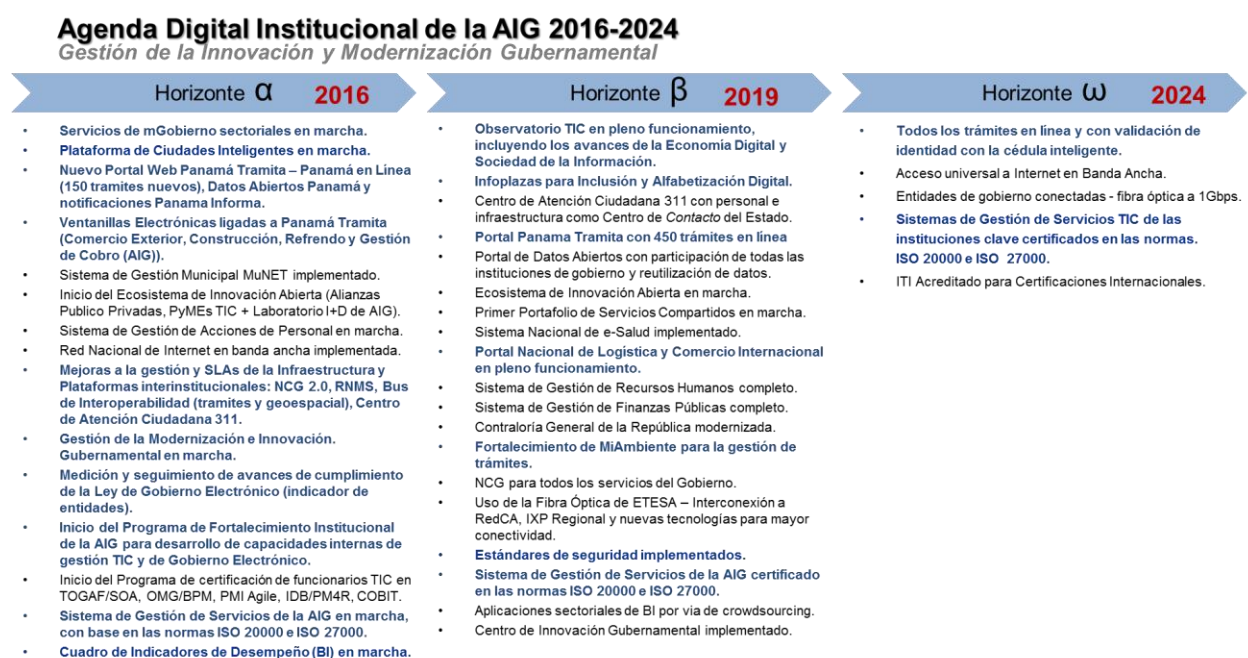 Agenda Digital Institucional de la AIG 2016-2024
Gestión de la Innovación y Modernización Gubernamental
Horizonte α 2016
• Servicios de mGobierno sectoriales en marcha.
• Plataforma de Ciudades Inteligentes en marcha.
• Nuevo Portal Web Panamá Tramita – Panamá en Línea
(150 tramites nuevos), Datos Abiertos Panamá y
notificaciones Panama Informa.
• Ventanillas Electrónicas ligadas a Panamá Tramita
(Comercio Exterior, Construcción, Refrendo y Gestión
de Cobro (AIG)).
• Sistema de Gestión Municipal MuNET implementado.
• Inicio del Ecosistema de Innovación Abierta (Alianzas
Publico Privadas, PyMEs TIC + Laboratorio I+D de AIG).
• Sistema de Gestión de Acciones de Personal en marcha.
• Red Nacional de Internet en banda ancha implementada.
• Mejoras a la gestión y SLAs de la Infraestructura y
Plataformas interinstitucionales: NCG 2.0, RNMS, Bus
de Interoperabilidad (tramites y geoespacial), Centro
de Atención Ciudadana 311.
• Gestión de la Modernización e Innovación.
Gubernamental en marcha.
• Medición y seguimiento de avances de cumplimiento
de la Ley de Gobierno Electrónico (indicador de
entidades).
• Inicio del Programa de Fortalecimiento Institucional
de la AIG para desarrollo de capacidades internas de
gestión TIC y de Gobierno Electrónico.
• Inicio del Programa de certificación de funcionarios TIC en
TOGAF/SOA, OMG/BPM, PMI Agile, IDB/PM4R, COBIT.
• Sistema de Gestión de Servicios de la AIG en marcha,
con base en las normas ISO 20000 e ISO 27000.
• Cuadro de Indicadores de Desempeño (BI) en marcha.
Horizonte β 2019
• Observatorio TIC en pleno funcionamiento,
incluyendo los avances de la Economía Digital y
Sociedad de la Información.
• Infoplazas para Inclusión y Alfabetización Digital.
• Centro de Atención Ciudadana 311 con personal e
infraestructura como Centro de Contacto del Estado.
• Portal Panama Tramita con 450 trámites en línea
• Portal de Datos Abiertos con participación de todas las
instituciones de gobierno y reutilización de datos.
• Ecosistema de Innovación Abierta en marcha.
• Primer Portafolio de Servicios Compartidos en marcha.
• Sistema Nacional de e-Salud implementado.
• Portal Nacional de Logística y Comercio Internacional
en pleno funcionamiento.
• Sistema de Gestión de Recursos Humanos completo.
• Sistema de Gestión de Finanzas Públicas completo.
• Contraloría General de la República modernizada.
• Fortalecimiento de MiAmbiente para la gestión de
trámites.
• NCG para todos los servicios del Gobierno.
• Uso de la Fibra Óptica de ETESA – Interconexión a
RedCA, IXP Regional y nuevas tecnologías para mayor
conectividad.
• Estándares de seguridad implementados.
• Sistema de Gestión de Servicios de la AIG certificado
en las normas ISO 20000 e ISO 27000.
• Aplicaciones sectoriales de BI por via de crowdsourcing.
• Centro de Innovación Gubernamental implementado.
Horizonte ω 2024
• Todos los trámites en línea y con validación de
identidad con la cédula inteligente.
• Acceso universal a Internet en Banda Ancha.
• Entidades de gobierno conectadas - fibra óptica a 1Gbps.
• Sistemas de Gestión de Servicios TIC de las
instituciones clave certificados en las normas.
ISO 20000 e ISO 27000.
• ITI Acreditado para Certificaciones Internacionales.